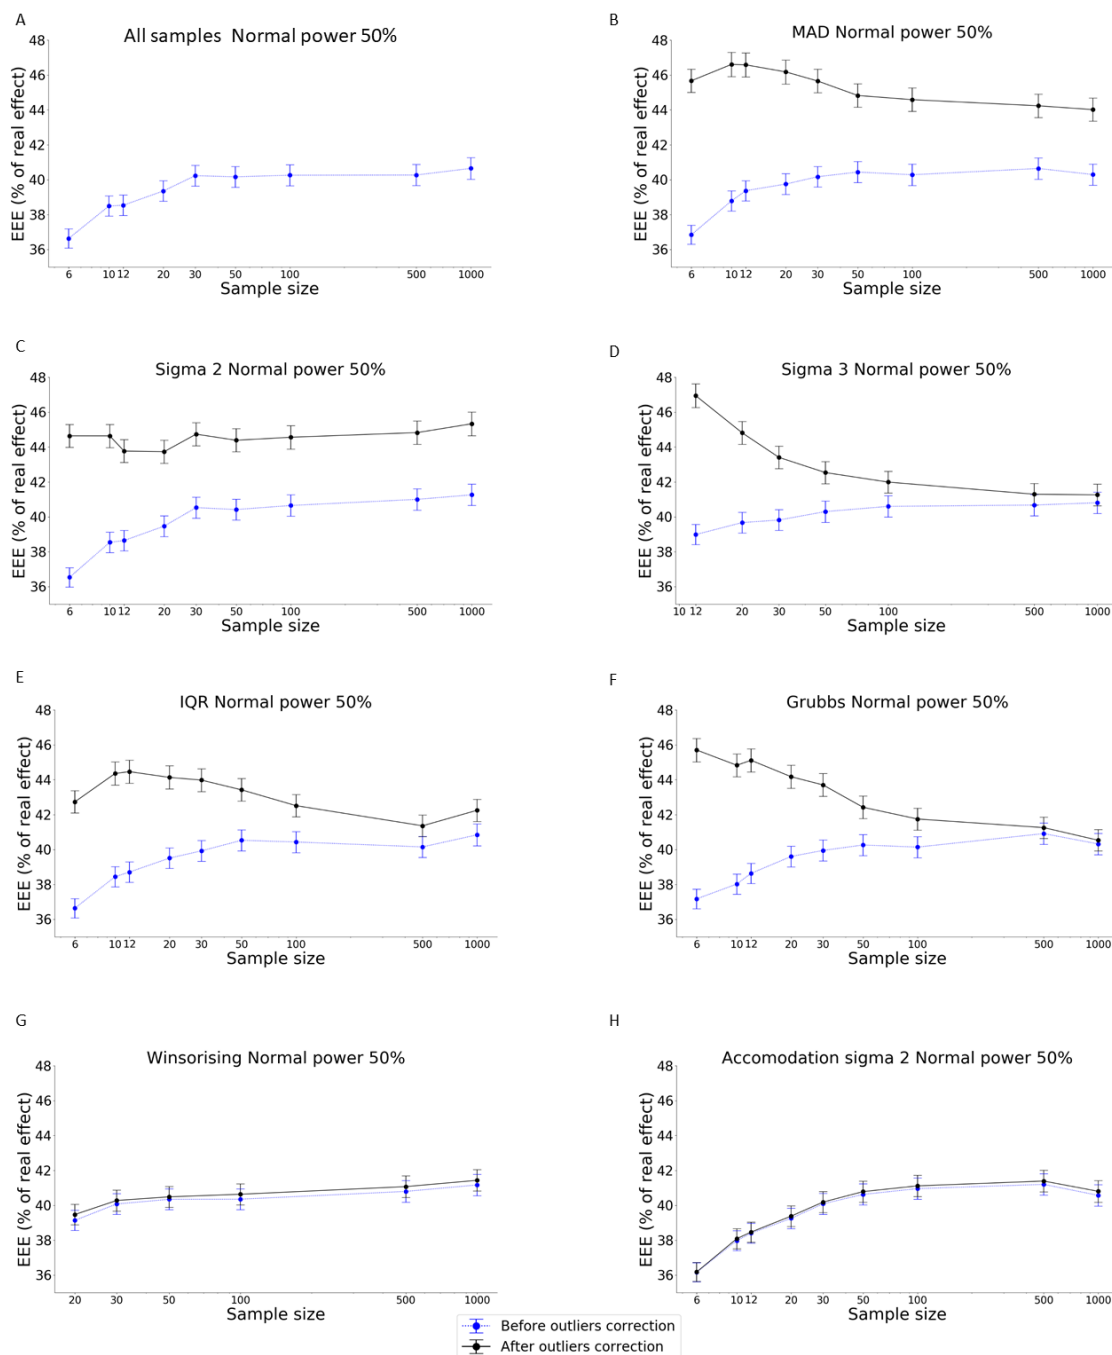 A
All samples Normal power 50%
48
46
44
42
40
38
36
EEE (% of real effect)
6 10 12 20 30 50 100 500 1000
Sample size
B
MAD Normal power 50%
48
46
44
42
40
38
36
EEE (% of real effect)
6 10 12 20 30 50 100 500 1000
Sample size
C
Sigma 2 Normal power 50%
48
46
44
42
40
38
36
EEE (% of real effect)
6 10 12 20 30 50 100 500 1000
Sample size
D
Sigma 3 Normal power 50%
48
46
44
42
40
38
36
EEE (% of real effect)
10 12 20 30 50 100 500 1000
Sample size
E
IQR Normal power 50%
48
46
44
42
40
38
36
EEE (% of real effect)
6 10 12 20 30 50 100 500 1000
Sample size
F
Grubbs Normal power 50%
48
46
44
42
40
38
36
EEE (% of real effect)
6 10 12 20 30 50 100 500 1000
Sample size
G
Winsorising Normal power 50%
48
46
44
42
40
38
36
EEE (% of real effect)
20 30 50 100 500 1000
Sample size
H
Accomodation sigma 2 Normal power 50%
48
46
44
42
40
38
36
EEE (% of real effect)
6 10 12 20 30 50 100 500 1000
Sample size
Before outliers correction
After outliers correction